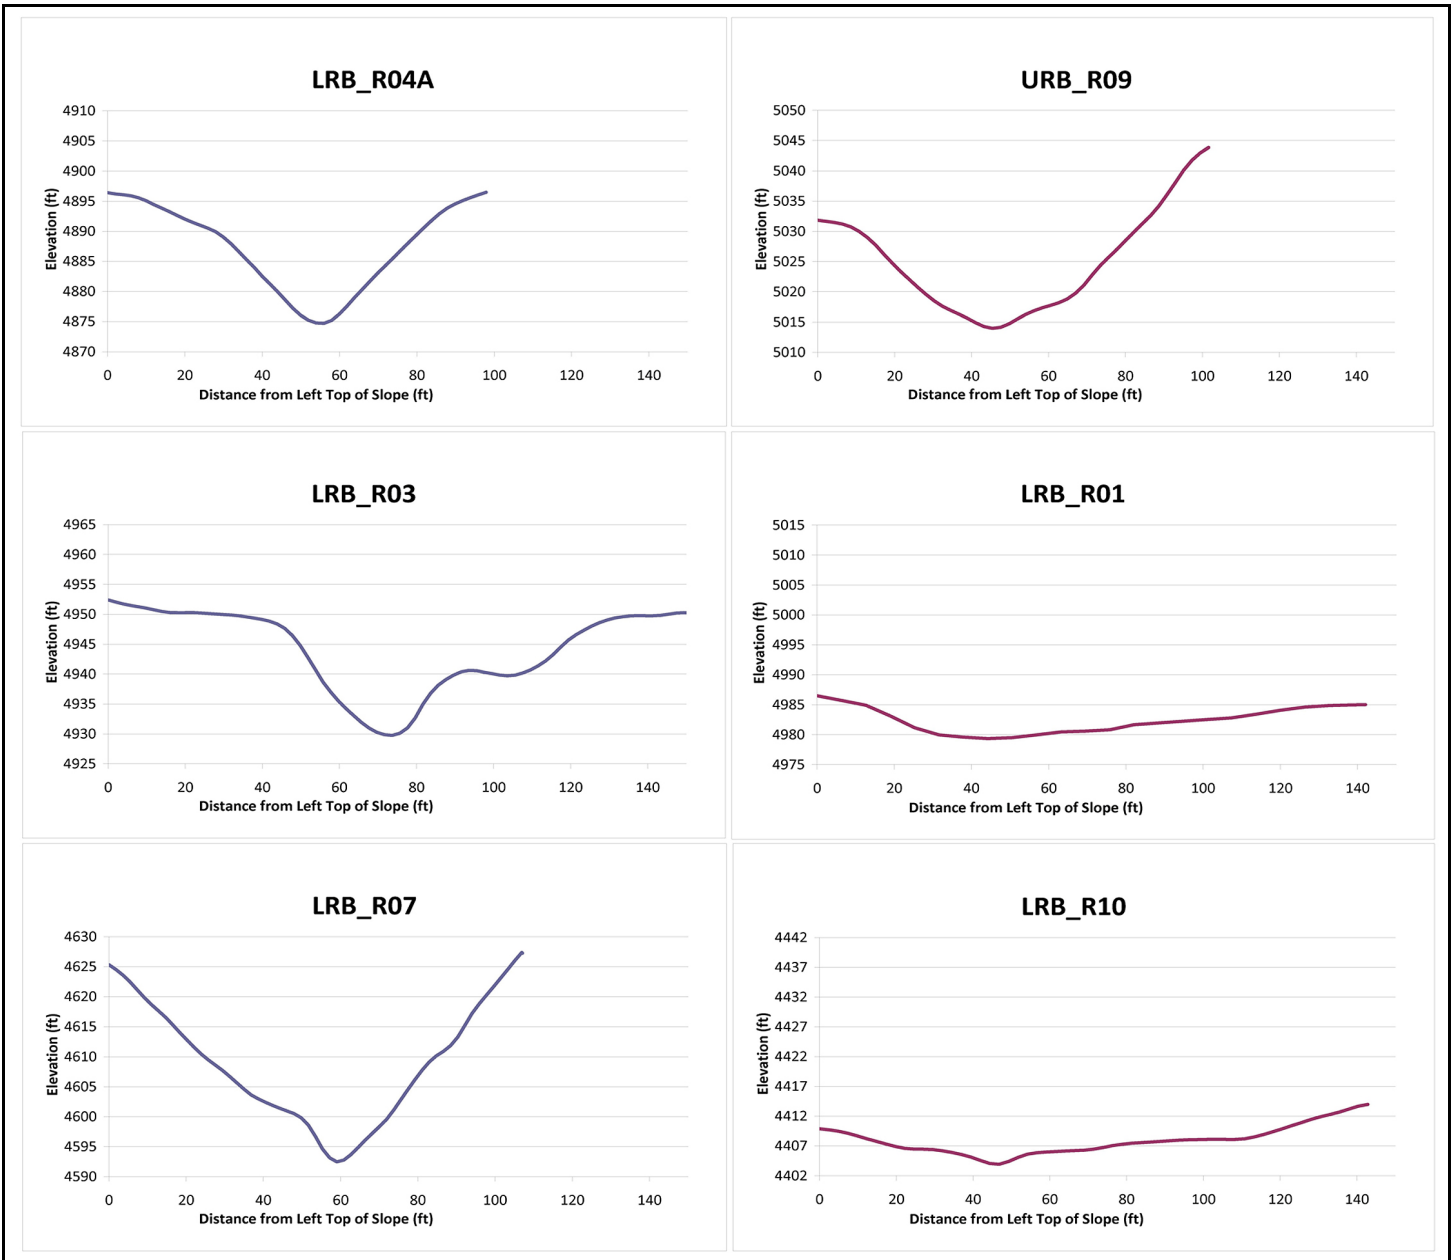 LRB_R04A
4910
4905
4900
4895
4890
4885
4880
4875
4870
Elevation (ft)
0 20 40 60 80 100 120 140
Distance from Left Top of Slope (ft)
URB_R09
5050
5045
5040
5035
5030
5025
5020
5015
5010
Elevation (ft)
0 20 40 60 80 100 120 140
Distance from Left Top of Slope (ft)
LRB_R03
4965
4960
4955
4950
4945
4940
4935
4930
4925
Elevation (ft)
0 20 40 60 80 100 120 140
Distance from Left Top of Slope (ft)
LRB_R01
5015
5010
5005
5000
4995
4990
4985
4980
4975
Elevation (ft)
0 20 40 60 80 100 120 140
Distance from Left Top of Slope (ft)
LRB_R07
4630
4625
4620
4615
4610
4605
4600
4595
4590
Elevation (ft)
0 20 40 60 80 100 120 140
Distance from Left Top of Slope (ft)
LRB_R10
4442
4437
4432
4427
4422
4417
4412
4407
4402
Elevation (ft)
0 20 40 60 80 100 120 140
Distance from Left Top of Slope (ft)